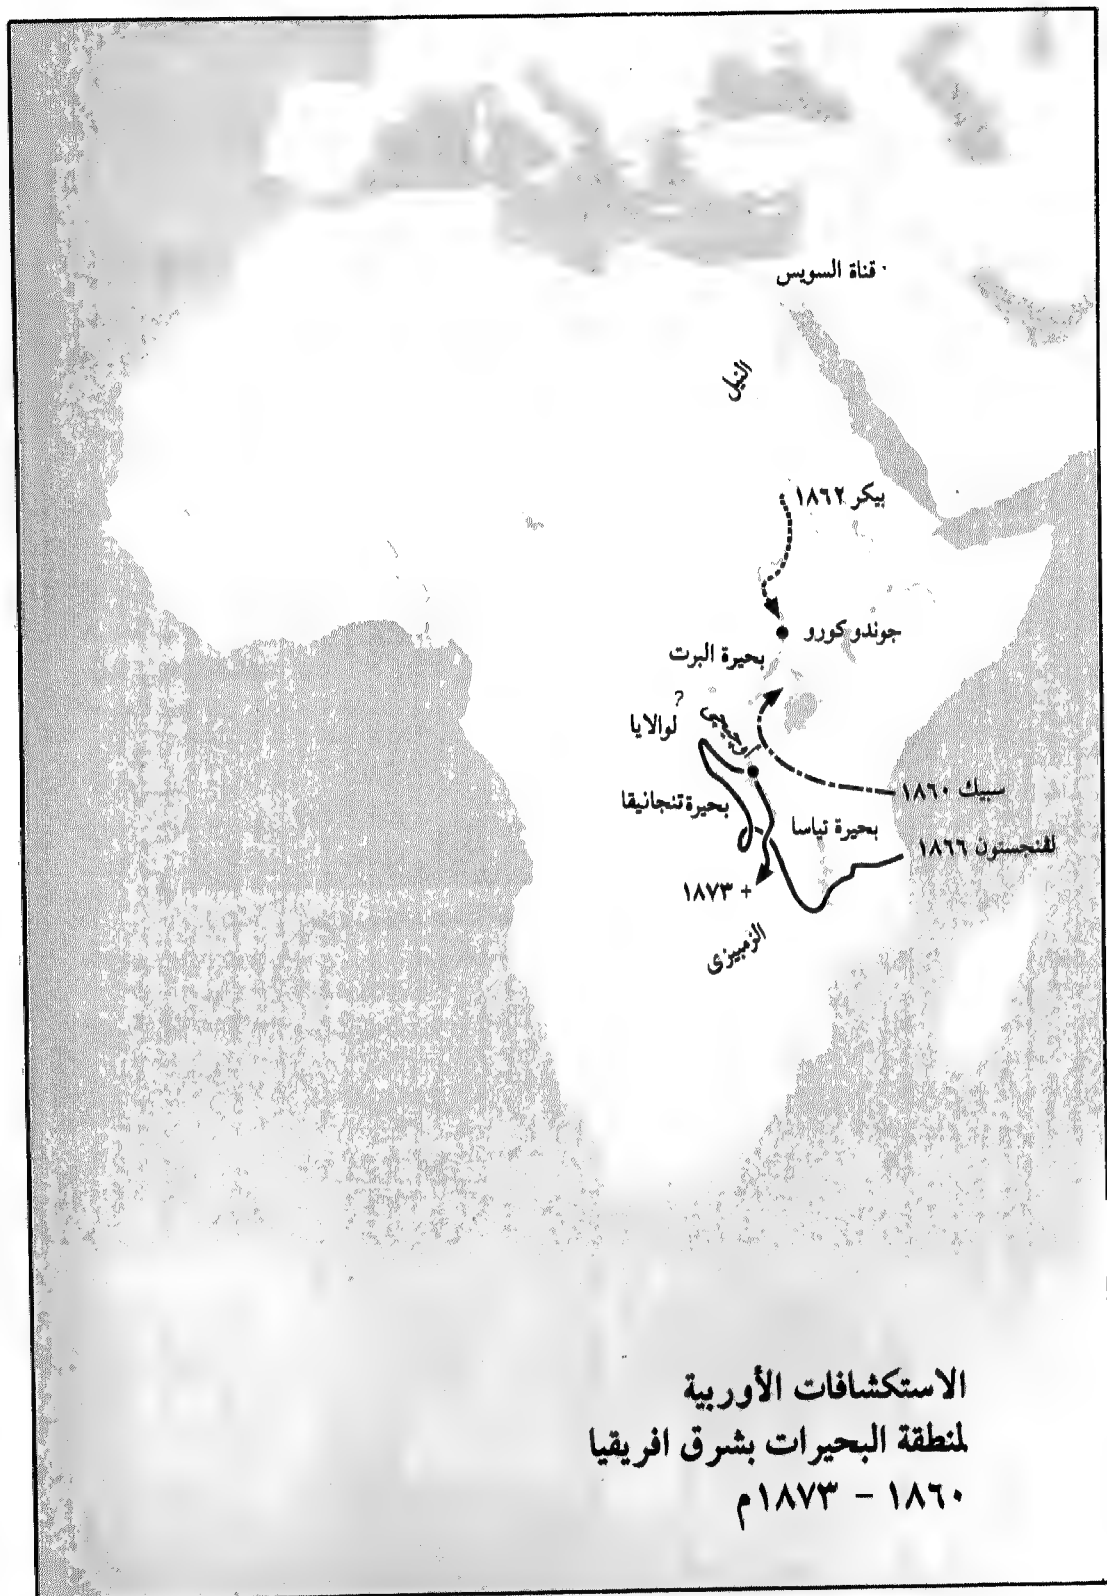 قناة السويس
النيل
بيكر ١٨٦٢
جوندوكورو
بحيرة البرت
?
لوالايا
اوجيجي
سبيك ١٨٦٠
بحيرة تنجانيقا
بحيرة نياسا
لفنجستون ١٨٦٦
+ ١٨٧٣
الزمبيزى
الاستكشافات الأوربية
لمنطقة البحيرات بشرق افريقيا
١٨٦٠ – ١٨٧٣م